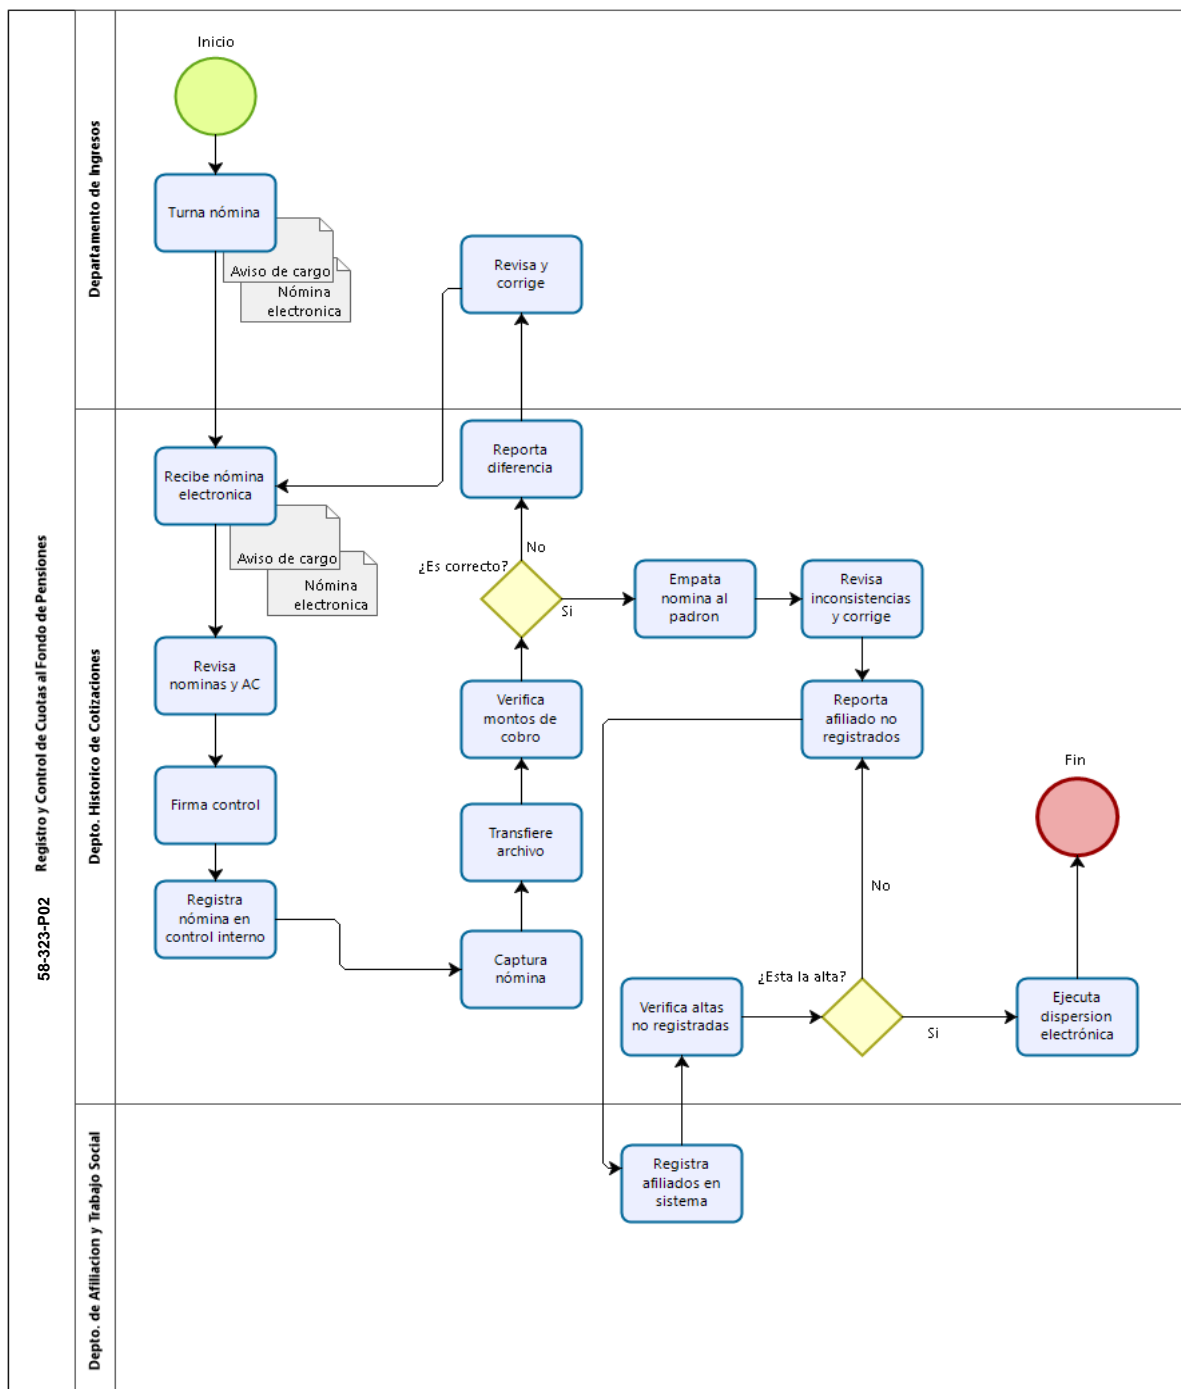 58-323-P02 Registro y Control de Cuotas al Fondo de Pensiones
Departamento de Ingresos
Inicio
Turna nómina
Aviso de cargo
Nómina
electronica
Revisa y
corrige
Depto. Historico de Cotizaciones
Recibe nómina
electronica
Aviso de cargo
Nómina
electronica
Revisa
nominas y AC
Firma control
Registra
nómina en
control interno
Captura
nómina
Transfiere
archivo
Verifica
montos de
cobro
¿Es correcto?
No
Reporta
diferencia
Si
Empata
nomina al
padron
Revisa
inconsistencias
y corrige
Reporta
afiliado no
registrados
Verifica altas
no registradas
¿Esta la alta?
No
Si
Ejecuta
dispersion
electrónica
Fin
Depto. de Afiliacion y Trabajo Social
Registra
afiliados en
sistema